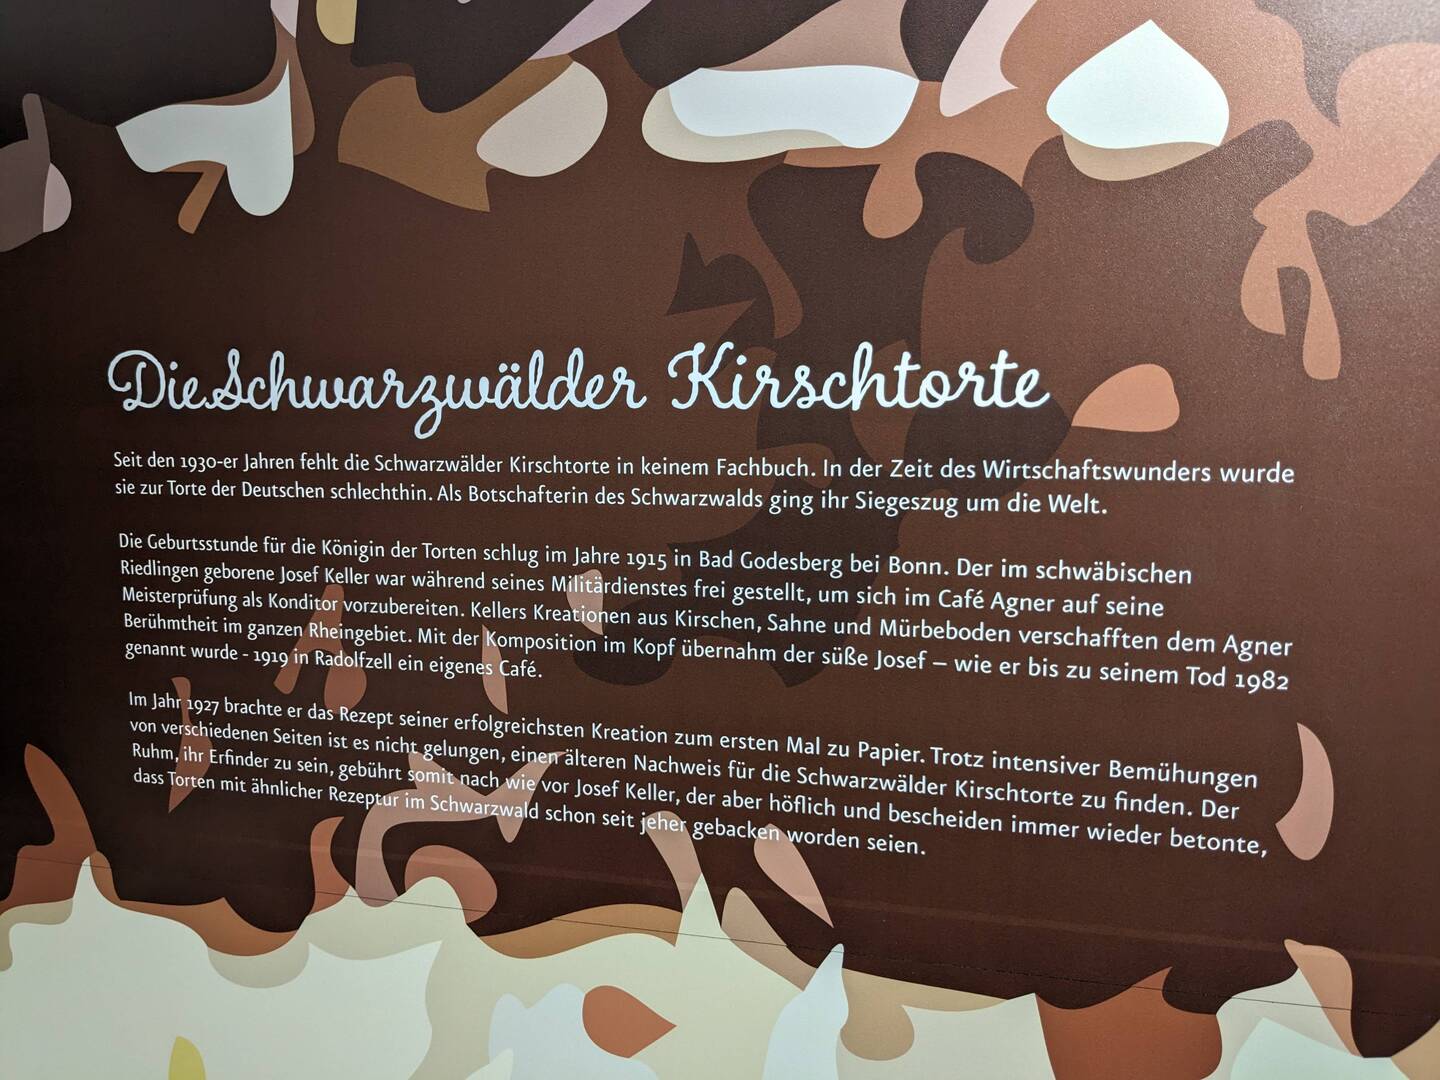 Die Schwarzwälder Kirschtorte
Seit den 1930-er Jahren fehlt die Schwarzwälder Kirschtorte in keinem Fachbuch. In der Zeit des Wirtschaftswunders wurde
sie zur Torte der Deutschen schlechthin. Als Botschafterin des Schwarzwalds ging ihr Siegeszug um die Welt.
Die Geburtsstunde für die Königin der Torten schlug im Jahre 1915 in Bad Godesberg bei Bonn. Der im schwäbischen
Riedlingen geborene Josef Keller war während seines Militärdienstes frei gestellt, um sich im Café Agner auf seine
Meisterprüfung als Konditor vorzubereiten. Kellers Kreationen aus Kirschen, Sahne und Mürbeboden verschafften dem Agner
Berühmtheit im ganzen Rheingebiet. Mit der Komposition im Kopf übernahm der süße Josef – wie er bis zu seinem Tod 1982
genannt wurde - 1919 in Radolfzell ein eigenes Café.
Im Jahr 1927 brachte er das Rezept seiner erfolgreichsten Kreation zum ersten Mal zu Papier. Trotz intensiver Bemühungen
von verschiedenen Seiten ist es nicht gelungen, einen älteren Nachweis für die Schwarzwälder Kirschtorte zu finden. Der
Ruhm, ihr Erfinder zu sein, gebührt somit nach wie vor Josef Keller, der aber höflich und bescheiden immer wieder betonte,
dass Torten mit ähnlicher Rezeptur im Schwarzwald schon seit jeher gebacken worden seien.